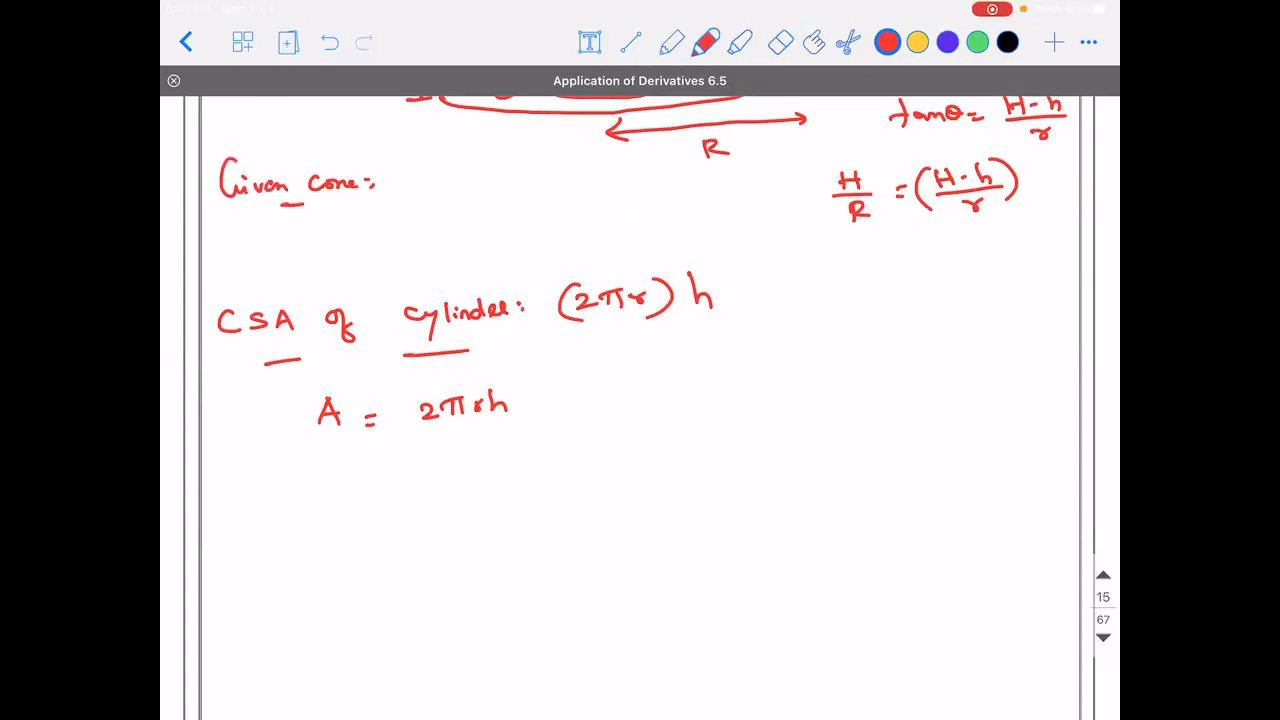 Application of Derivatives 6.5
tanθ = H-h/r
R
Given cone:
H/R = (H-h/r)
CSA of cylinder: (2πr) h
A = 2πrh
15
67